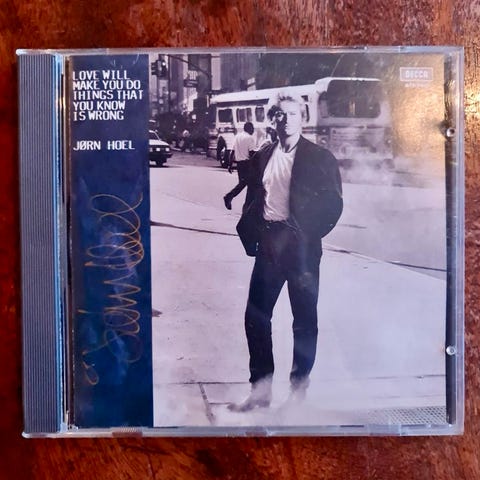 LOVE WILL
MAKE YOU DO
THINGS THAT
YOU KNOW
IS WRONG
JØRN HOEL
DECCA